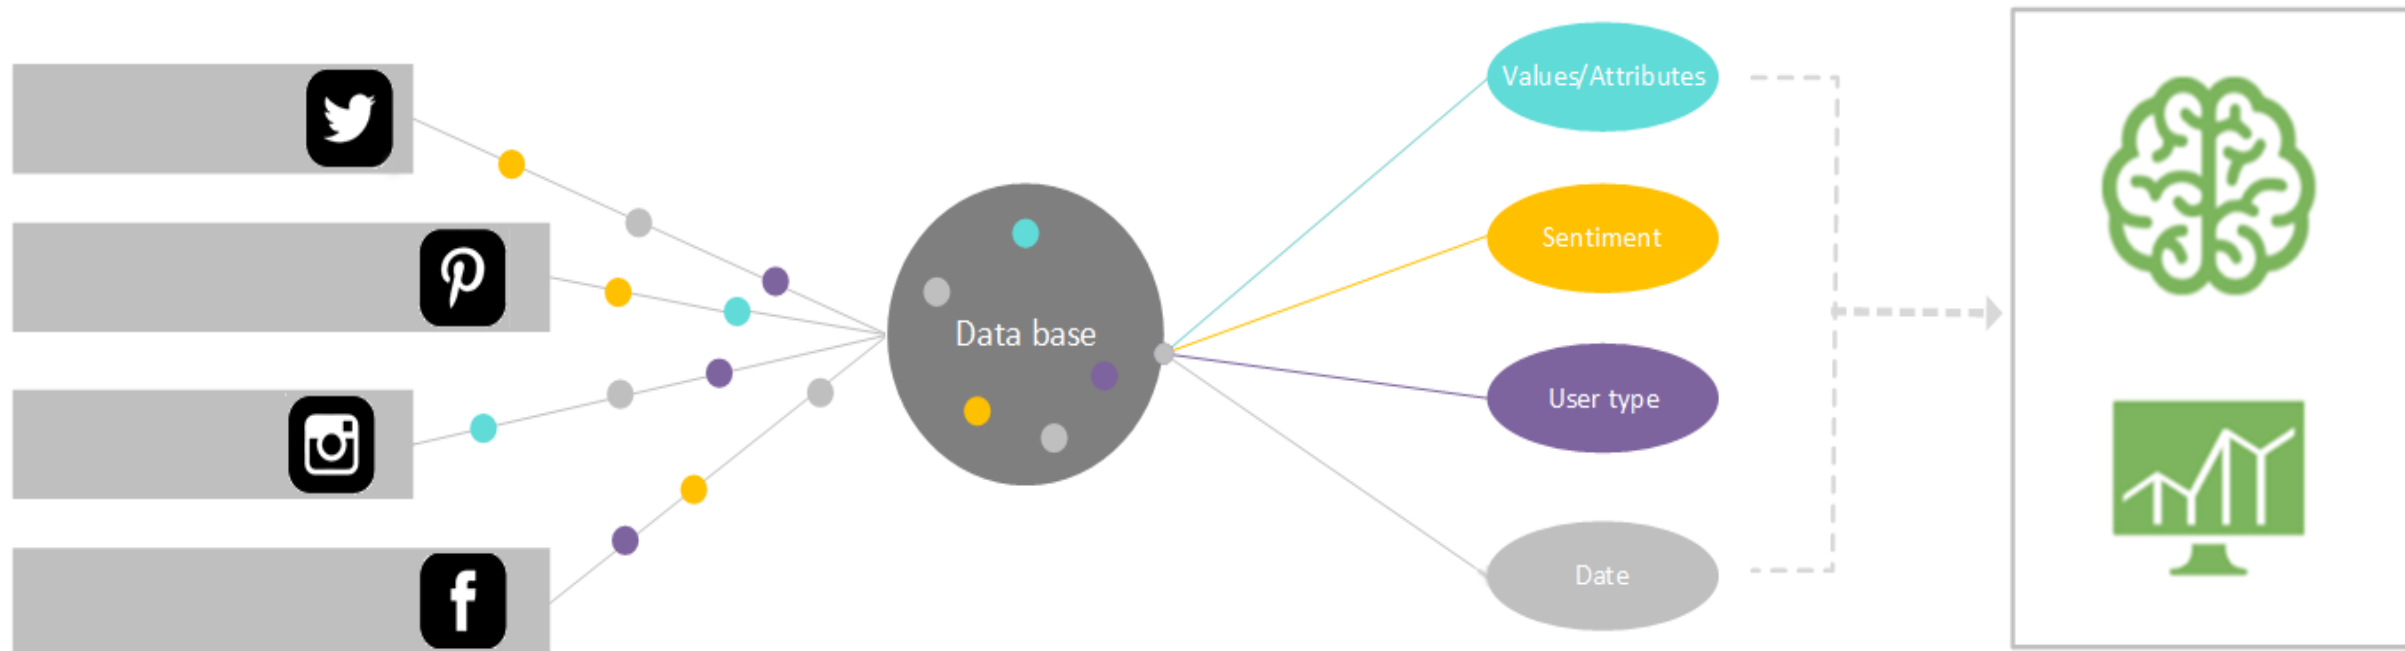 Values/Attributes
Sentiment
Data base
User type
Date